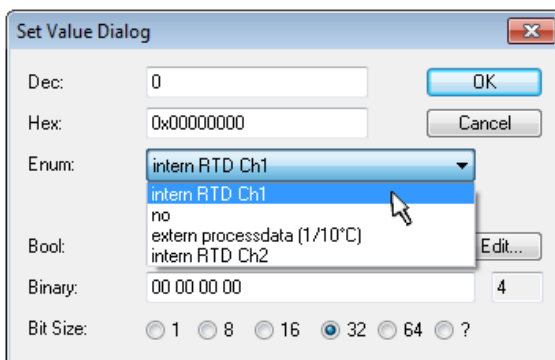 Set Value Dialog
Dec: 0 OK
Hex: 0x00000000 Cancel
Enum: intern RTD Ch1
intern RTD Ch1
no
extern processdata (1/10°C)
intern RTD Ch2
Bool: Edit...
Binary: 00 00 00 00 4
Bit Size: 1 8 16 32 64 ?